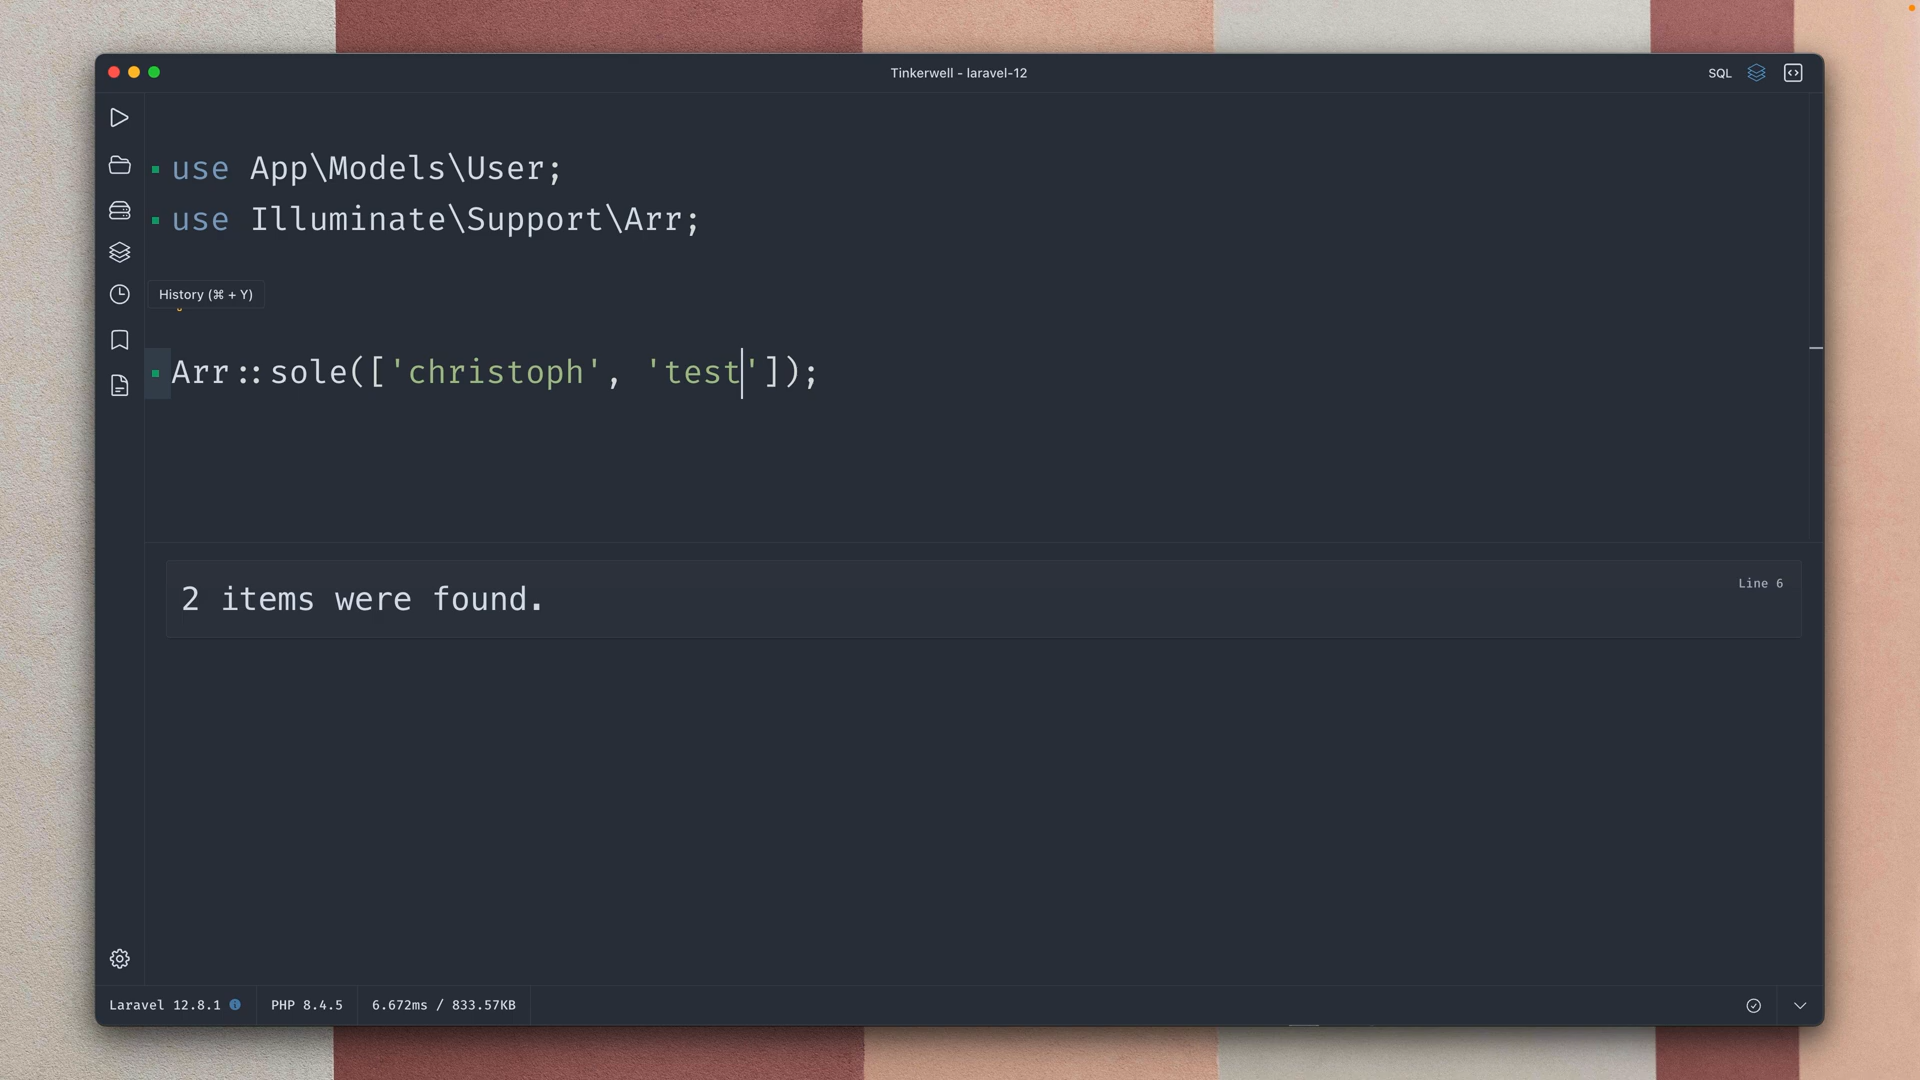 Tinkerwell - laravel-12
SQL
use App\Models\User;
use Illuminate\Support\Arr;
History (⌘ + Y)
Arr::sole(['christoph', 'test']);
2 items were found.
Line 6
Laravel 12.8.1
PHP 8.4.5
6.672ms / 833.57KB